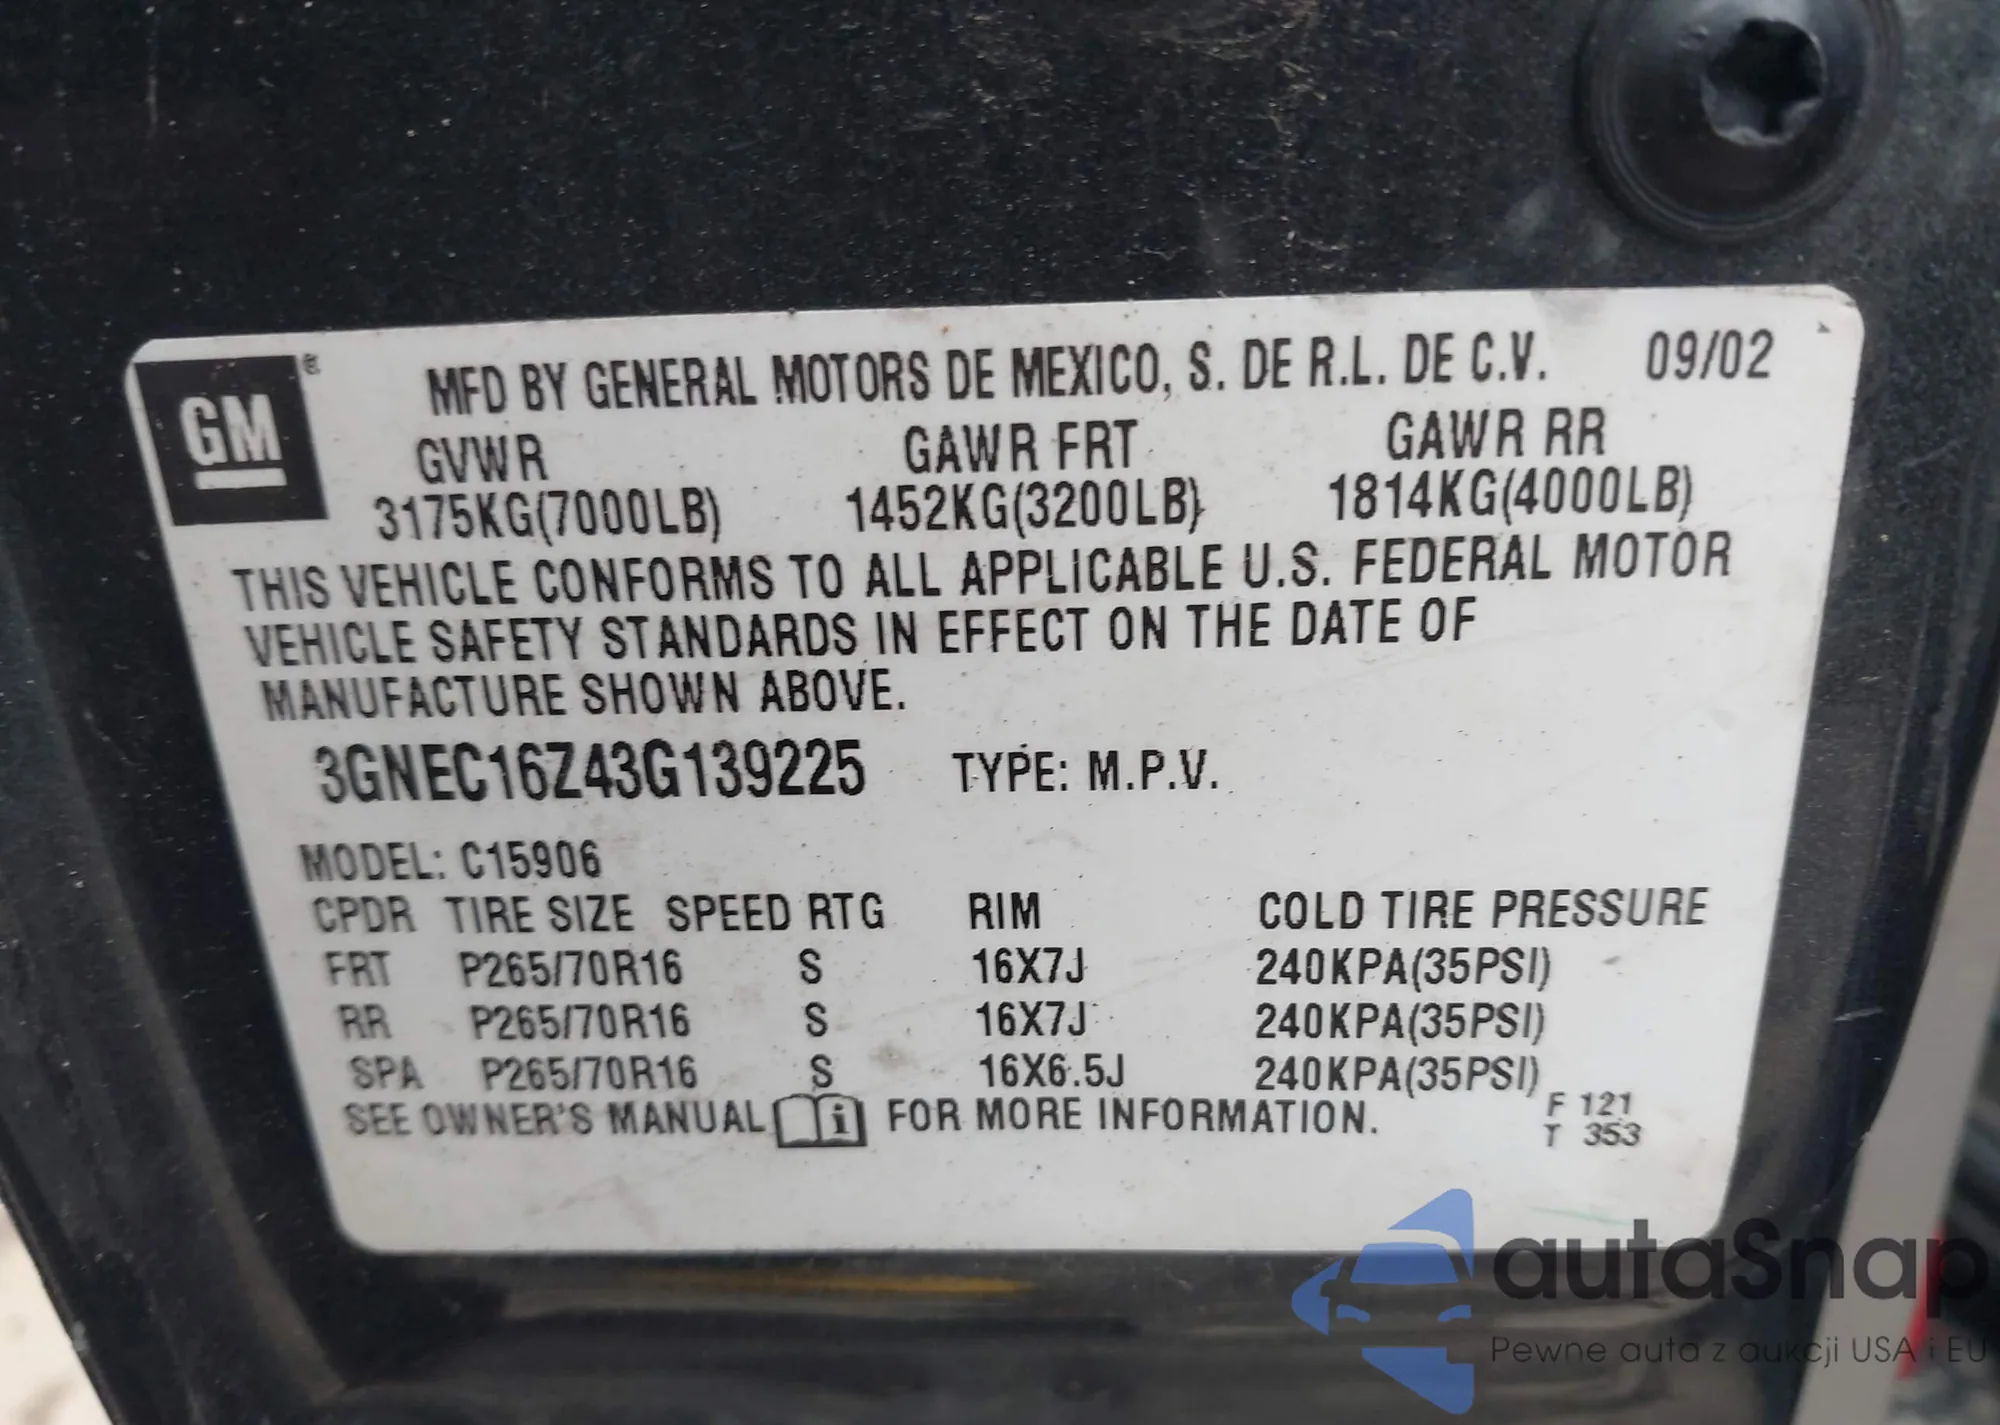 GM ®
MFD BY GENERAL MOTORS DE MEXICO, S. DE R.L. DE C.V. 09/02
GVWR GAWR FRT GAWR RR
3175KG(7000LB) 1452KG(3200LB) 1814KG(4000LB)
THIS VEHICLE CONFORMS TO ALL APPLICABLE U.S. FEDERAL MOTOR
VEHICLE SAFETY STANDARDS IN EFFECT ON THE DATE OF
MANUFACTURE SHOWN ABOVE.
3GNEC16Z43G139225 TYPE: M.P.V.
MODEL: C15906
CPDR TIRE SIZE SPEED RTG RIM COLD TIRE PRESSURE
FRT P265/70R16 S 16X7J 240KPA(35PSI)
RR P265/70R16 S 16X7J 240KPA(35PSI)
SPA P265/70R16 S 16X6.5J 240KPA(35PSI)
SEE OWNER'S MANUAL i FOR MORE INFORMATION.
F 121
T 353
autaSnap
Pewne auta z aukcji USA i EU